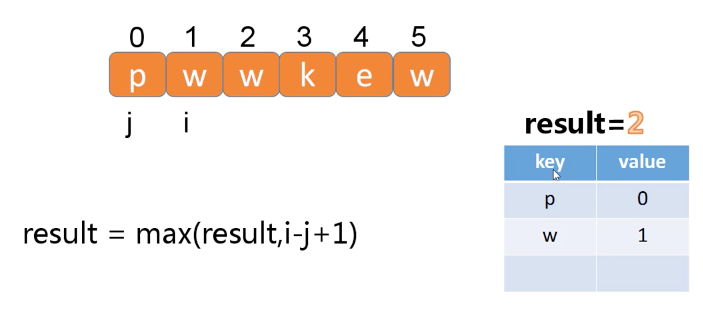 0 1 2 3 4 5
p w w k e w
j i
result=2
key value
p 0
w 1
result = max(result,i-j+1)